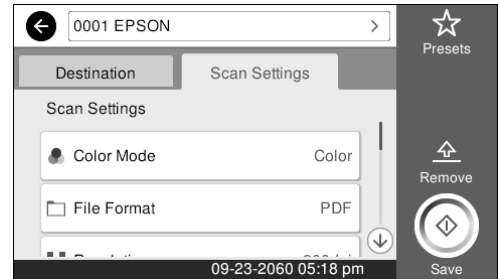 0001 EPSON
Presets
Destination
Scan Settings
Scan Settings
Color Mode
Color
File Format
PDF
Remove
09-23-2060 05:18 pm
Save